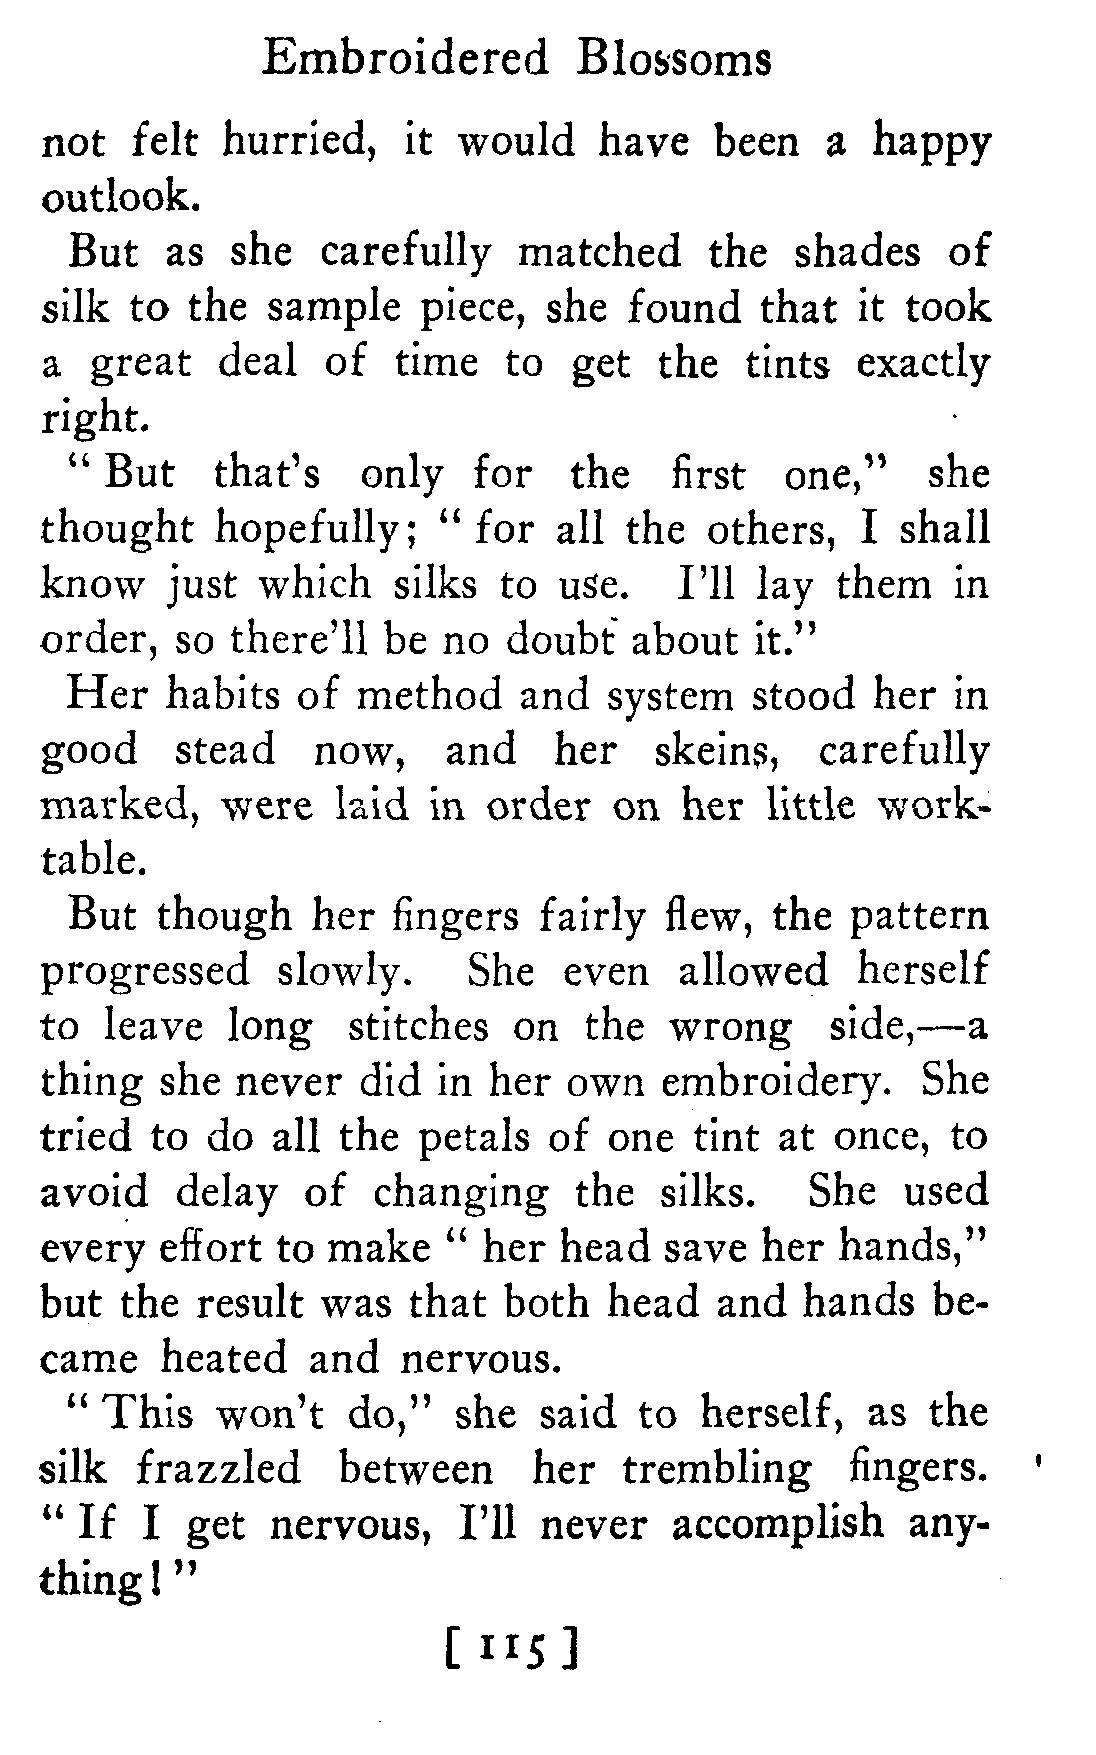 Embroidered Blossoms
not felt hurried, it would have been a happy
outlook.
But as she carefully matched the shades of
silk to the sample piece, she found that it took
a great deal of time to get the tints exactly
right.
“ But that’s only for the first one,” she
thought hopefully; “ for all the others, I shall
know just which silks to use. I’ll lay them in
order, so there’ll be no doubt about it.”
Her habits of method and system stood her in
good stead now, and her skeins, carefully
marked, were laid in order on her little work-
table.
But though her fingers fairly flew, the pattern
progressed slowly. She even allowed herself
to leave long stitches on the wrong side,—a
thing she never did in her own embroidery. She
tried to do all the petals of one tint at once, to
avoid delay of changing the silks. She used
every effort to make “ her head save her hands,”
but the result was that both head and hands be-
came heated and nervous.
“ This won’t do,” she said to herself, as the
silk frazzled between her trembling fingers.
“ If I get nervous, I’ll never accomplish any-
thing! ”
[ 115 ]